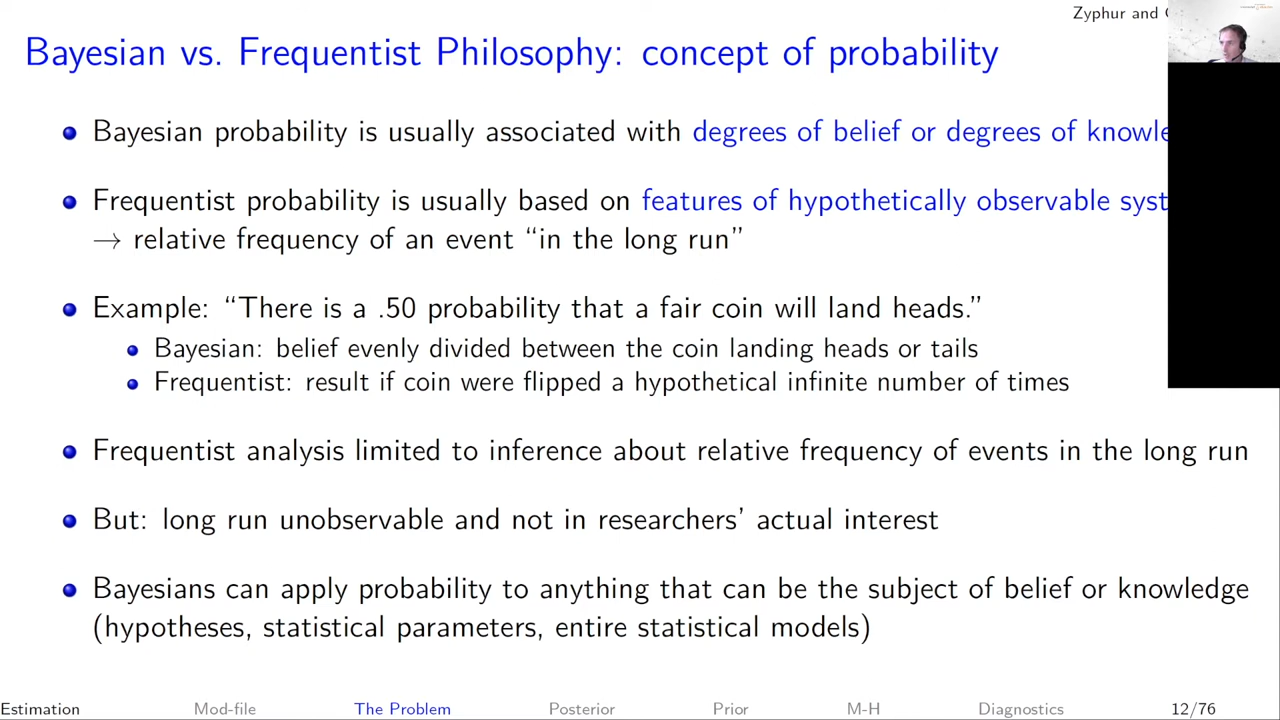 Zyphur and
Bayesian vs. Frequentist Philosophy: concept of probability
Bayesian probability is usually associated with degrees of belief or degrees of
Frequentist probability is usually based on features of hypothetically observable
→ relative frequency of an event “in the long run”
Example: “There is a .50 probability that a fair coin will land heads.”
Bayesian: belief evenly divided between the coin landing heads or tails
Frequentist: result if coin were flipped a hypothetical infinite number of times
Frequentist analysis limited to inference about relative frequency of events in the long run
But: long run unobservable and not in researchers’ actual interest
Bayesians can apply probability to anything that can be the subject of belief or knowledge
(hypotheses, statistical parameters, entire statistical models)
Estimation Mod-file The Problem Posterior Prior M-H Diagnostics 12/76